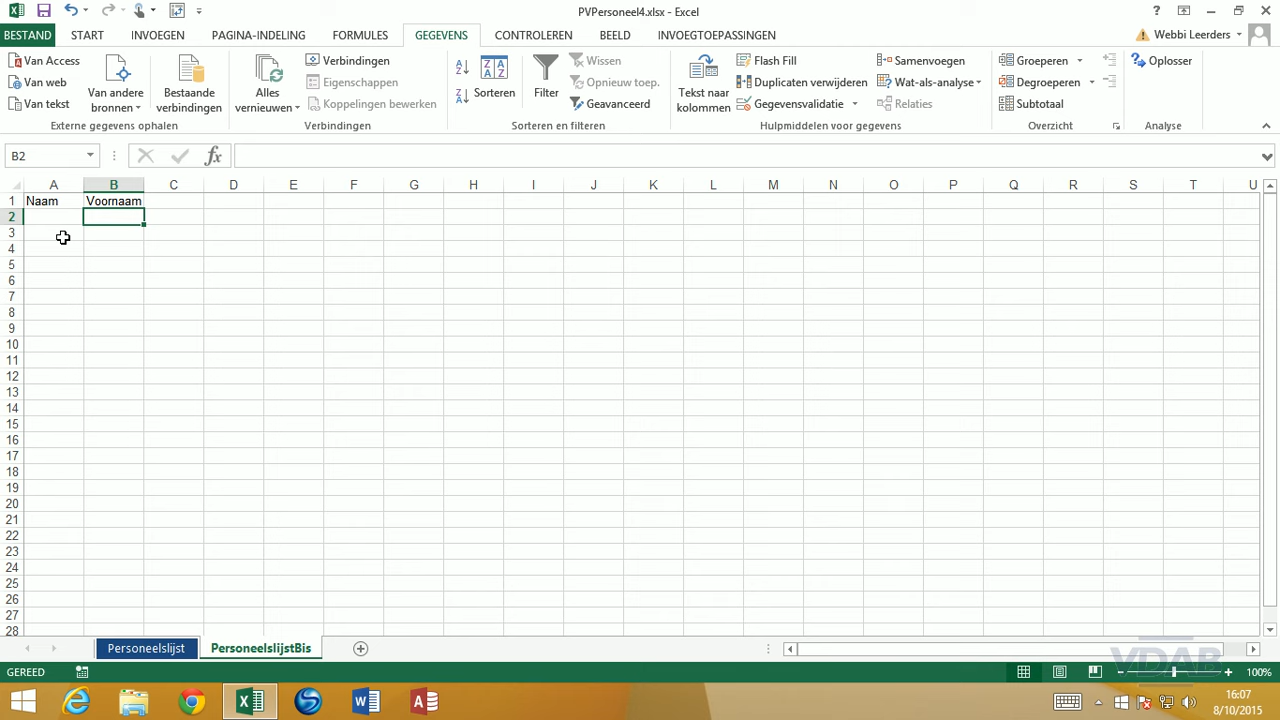 PVPersoneel4.xlsx - Excel
BESTAND START INVOEGEN PAGINA-INDELING FORMULES GEGEVENS CONTROLEREN BEELD INVOEGTOEPASSINGEN Webbi Leerders
Van Access
Van web
Van tekst
Van andere bronnen
Bestaande verbindingen
Alles vernieuwen
Verbindingen
Eigenschappen
Koppelingen bewerken
Sorteren
Filter
Wissen
Opnieuw toep.
Geavanceerd
Tekst naar kolommen
Flash Fill
Duplicaten verwijderen
Gegevensvalidatie
Samenvoegen
Wat-als-analyse
Relaties
Groeperen
Degroeperen
Subtotaal
Oplosser
Externe gegevens ophalen Verbindingen Sorteren en filteren Hulpmiddelen voor gegevens Overzicht Analyse
B2 fx
A B C D E F G H I J K L M N O P Q R S T U
1 Naam Voornaam
2
3
4
5
6
7
8
9
10
11
12
13
14
15
16
17
18
19
20
21
22
23
24
25
26
27
28
Personeelslijst PersoneelslijstBis
VDAB
GEREED 100%
16:07
8/10/2015